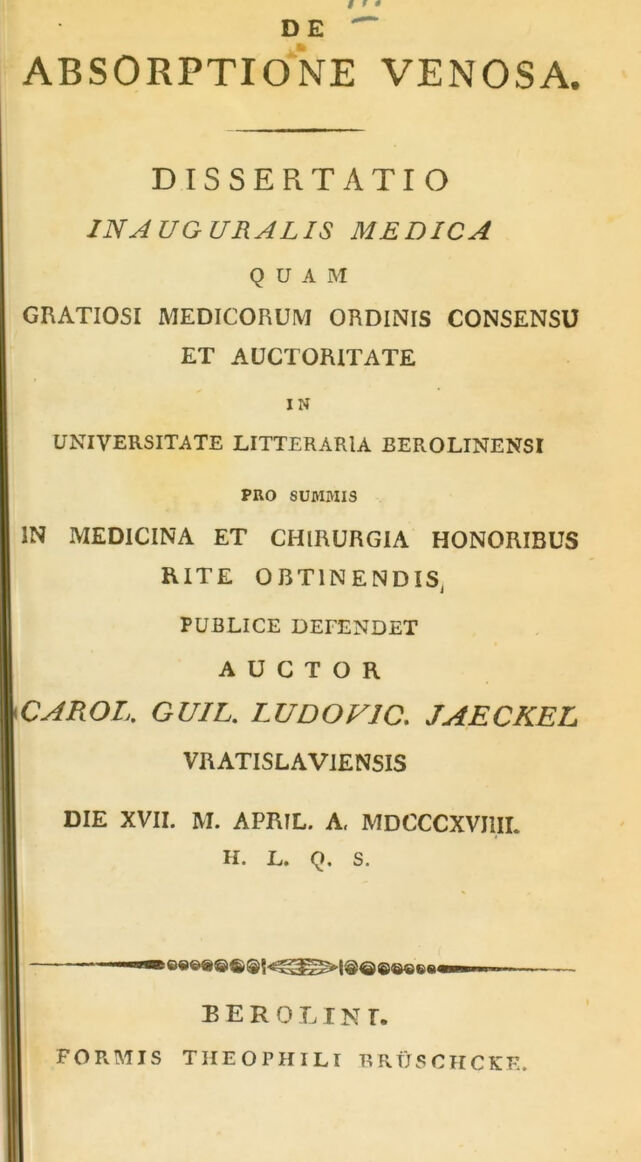 DE
ABSORPTIONE VENOSA.
DISSERTATIO
INAUGURALIS MEDICA
QUAM
GRATIOSI MEDICORUM ORDINIS CONSENSU
ET AUCTORITATE
IN
UNIVERSITATE LITTERARIA BEROLINENSI
PRO SUMMIS
IN MEDICINA ET CHIRURGIA HONORIBUS
RITE OBTINENDIS,
PUBLICE DEFENDET
AUCTOR
CAROL. GUIL. LUDOVIC. JAECKEL
VRATISLAVIENSIS
DIE XVII. M. APRIL. A. MDCCCXVIIII.
H. L. Q. S.
BEROLINI.
FORMIS THEOPHILI BRÜSCHCKE.